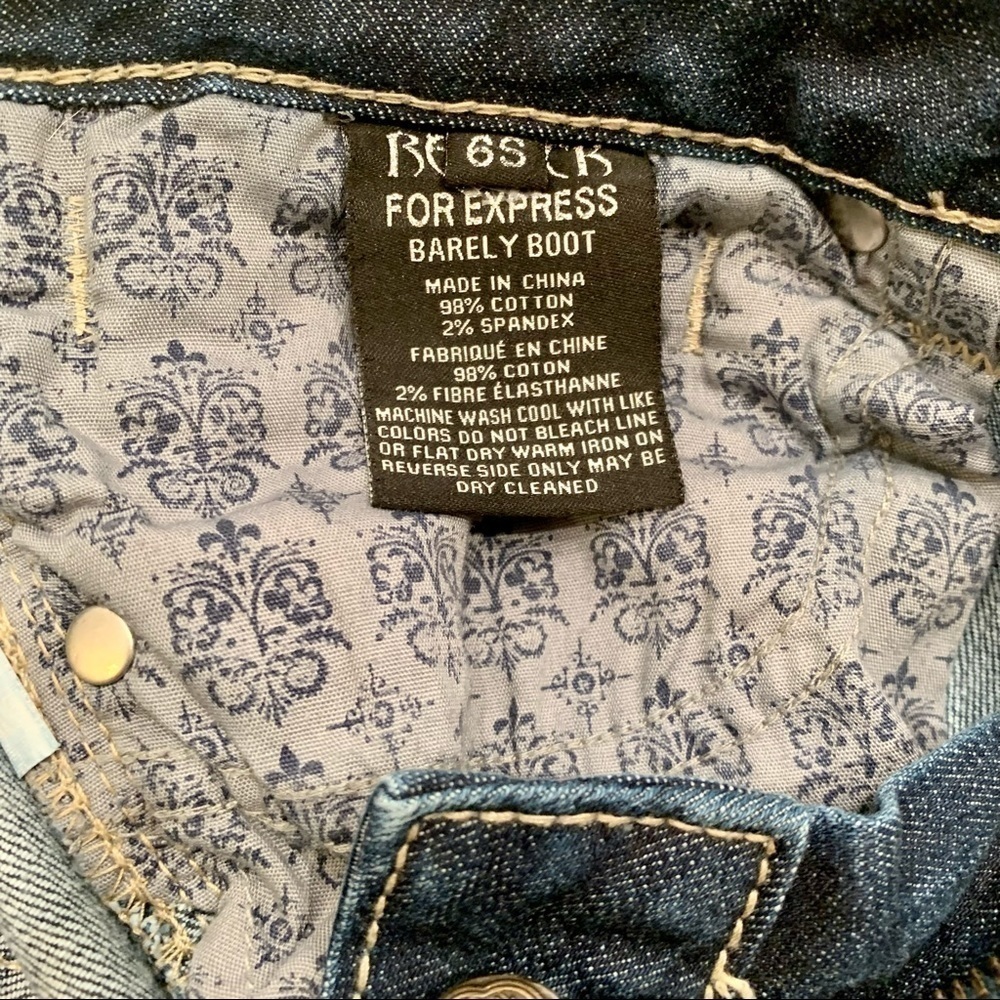 6S
FOR EXPRESS
BARELY BOOT
MADE IN CHINA
98% COTTON
2% SPANDEX
FABRIQUÉ EN CHINE
98% COTON
2% FIBRE ÉLASTHANNE
MACHINE WASH COOL WITH LIKE
COLORS DO NOT BLEACH LINE
OR FLAT DRY WARM IRON ON
REVERSE SIDE ONLY MAY BE
DRY CLEANED